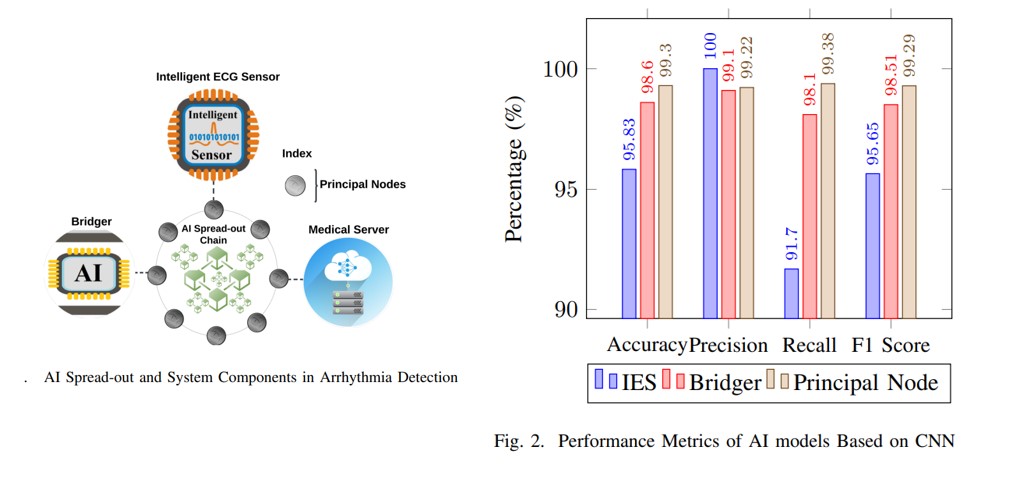 Intelligent ECG Sensor
Intelligent
010101010101
Sensor
Index
Principal Nodes
Bridger
AI
AI Spread-out
Chain
Medical Server
. AI Spread-out and System Components in Arrhythmia Detection
Percentage (%)
100
95
90
95.83
98.6
99.3
100
99.1
99.22
91.7
98.1
99.38
95.65
98.51
99.29
Accuracy Precision Recall F1 Score
IES Bridger Principal Node
Fig. 2. Performance Metrics of AI models Based on CNN